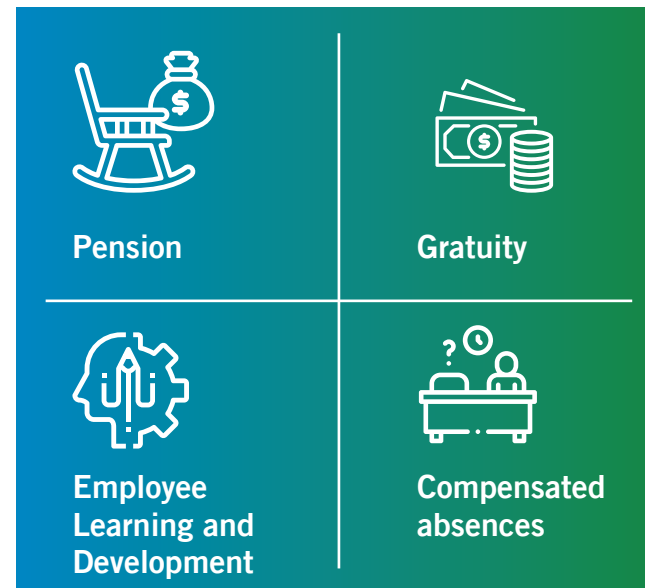 Pension
Gratuity
Employee
Learning and
Development
Compensated
absences